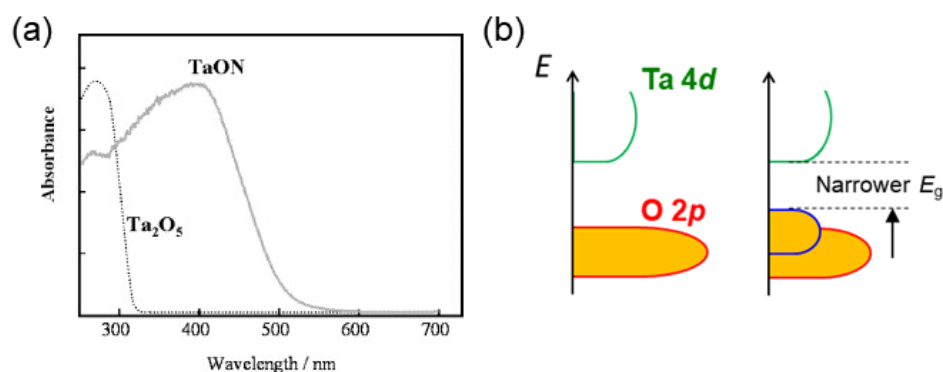 (a)
TaON
Ta₂O₅
Absorbance
300 400 500 600 700
Wavelength / nm
(b)
E
Ta 4d
O 2p
Narrower Eg